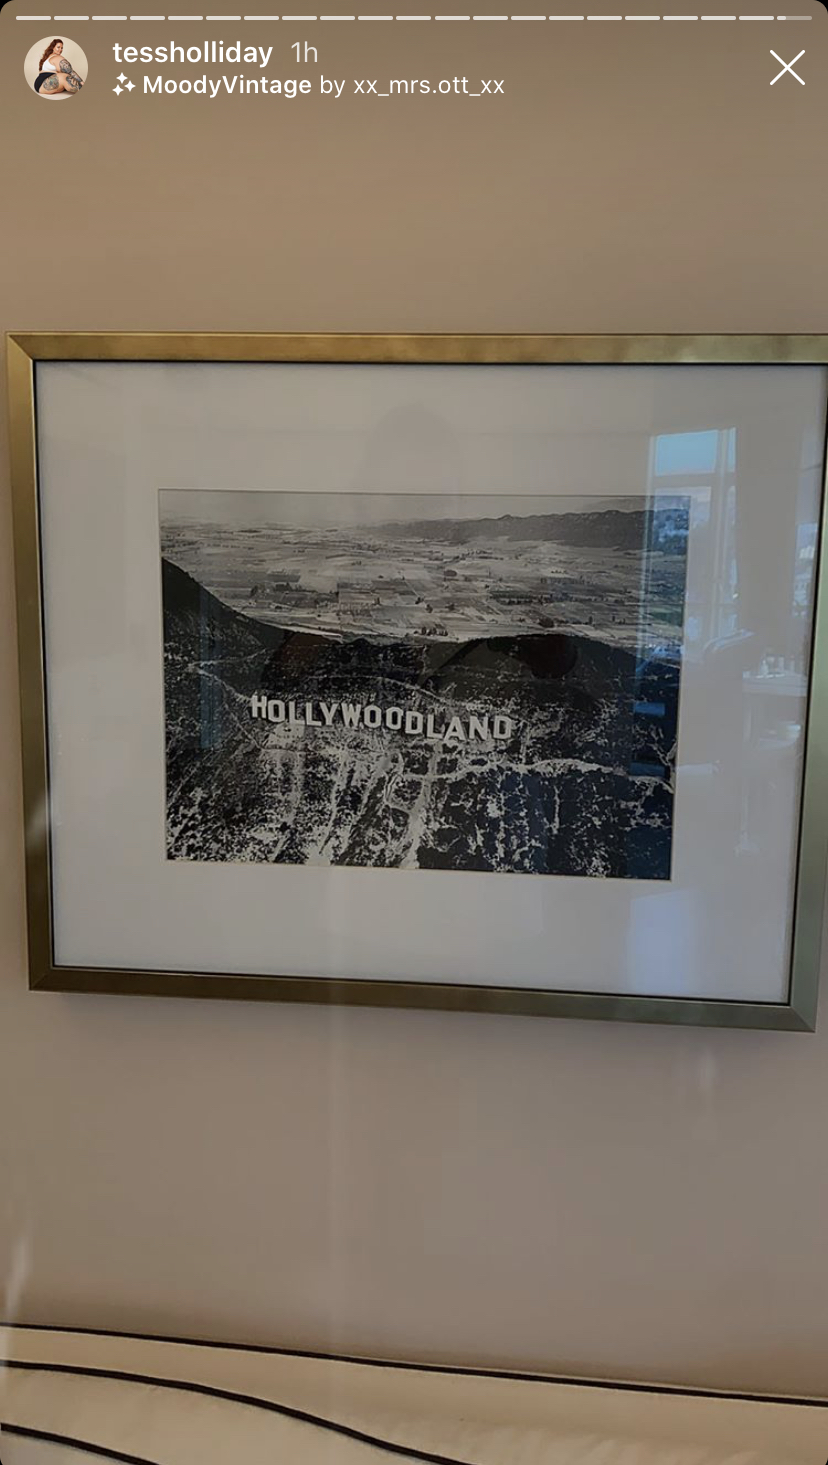 tessholliday 1h
MoodyVintage by xx_mrs.ott_xx
HOLLYWOODLAND